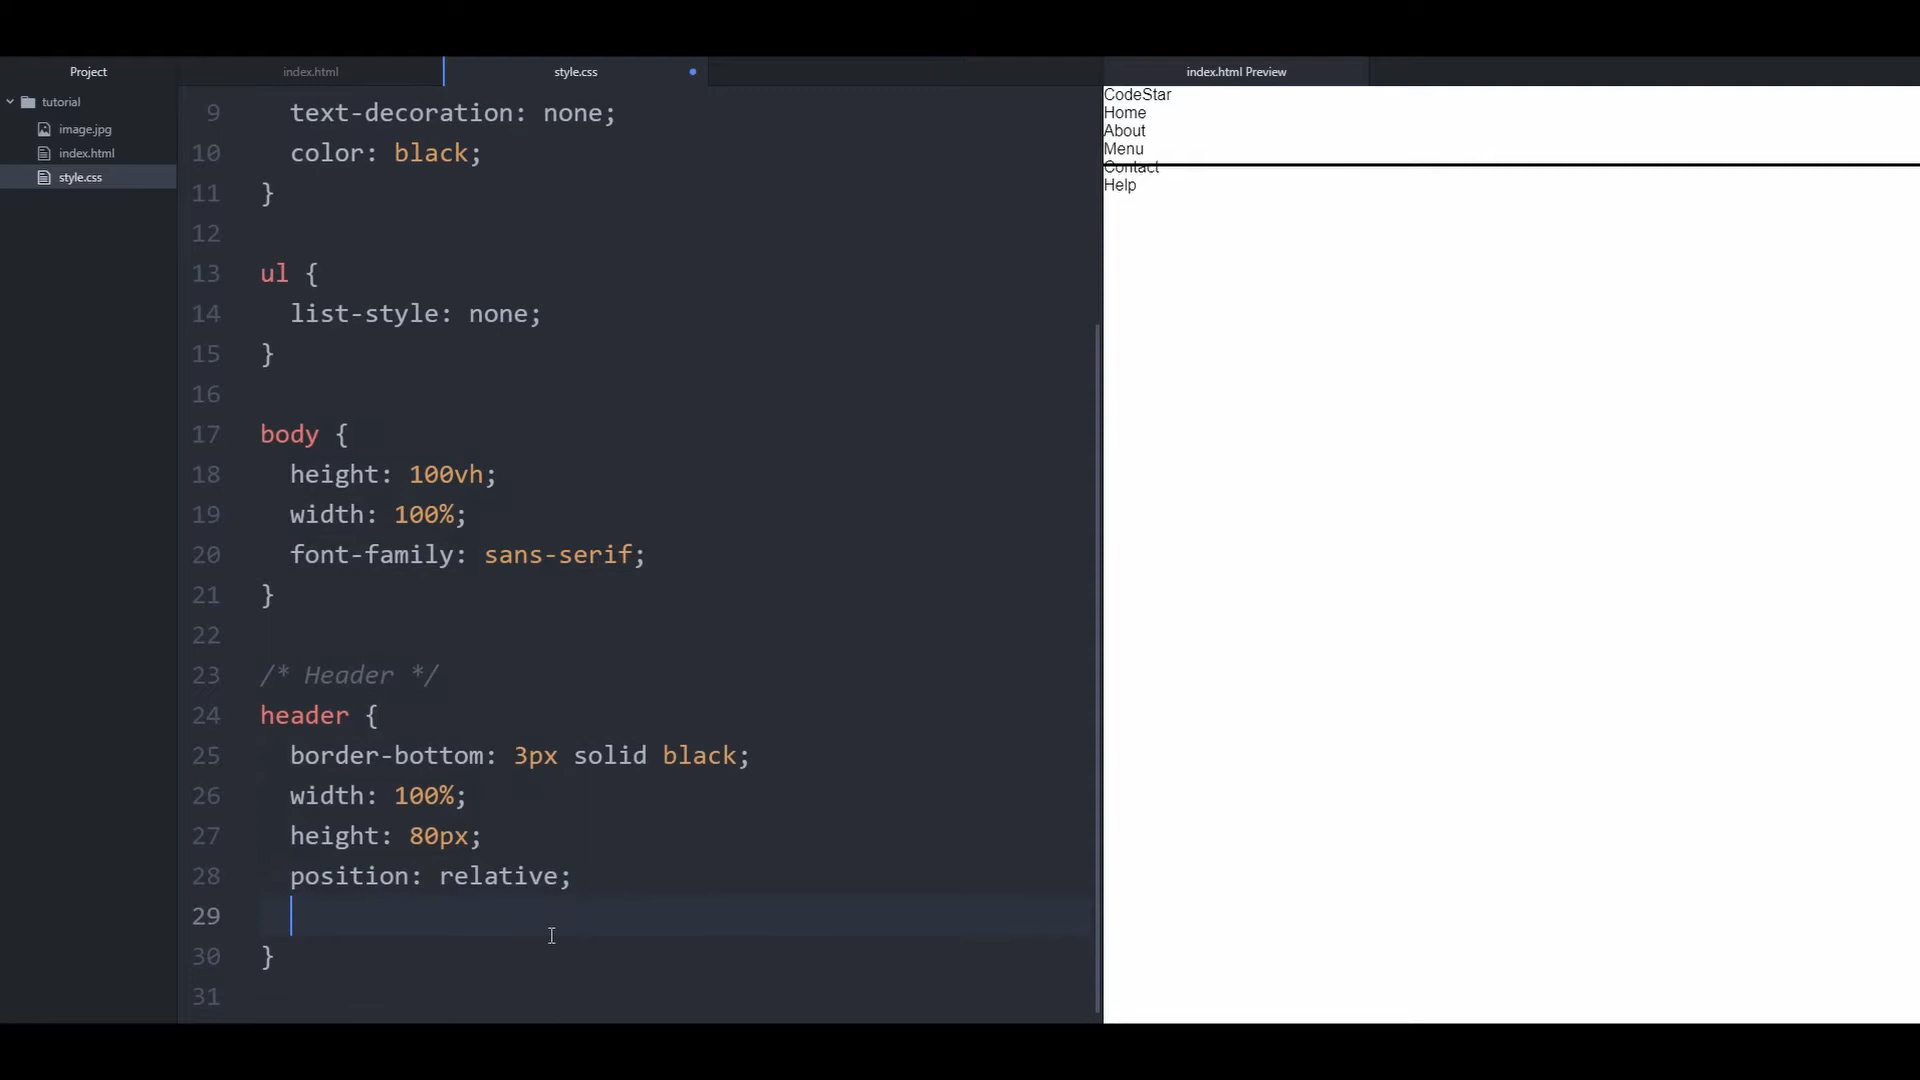 Project
index.html
style.css
index.html Preview
tutorial
image.jpg
index.html
style.css
9 text-decoration: none;
10 color: black;
11 }
12
13 ul {
14 list-style: none;
15 }
16
17 body {
18 height: 100vh;
19 width: 100%;
20 font-family: sans-serif;
21 }
22
23 /* Header */
24 header {
25 border-bottom: 3px solid black;
26 width: 100%;
27 height: 80px;
28 position: relative;
29
30 }
31
CodeStar
Home
About
Menu
Contact
Help